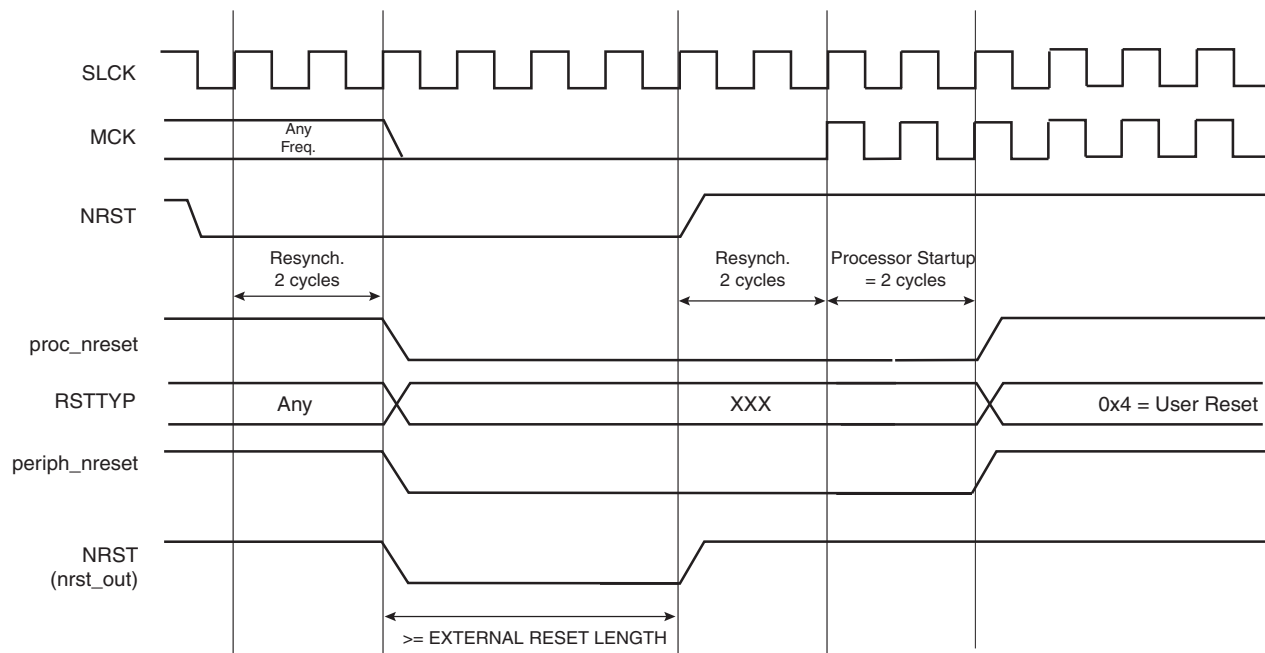 SLCK
MCK
Any
Freq.
NRST
Resynch.
2 cycles
Resynch.
2 cycles
Processor Startup
= 2 cycles
proc_nreset
RSTTYP
Any
XXX
0x4 = User Reset
periph_nreset
NRST
(nrst_out)
>= EXTERNAL RESET LENGTH